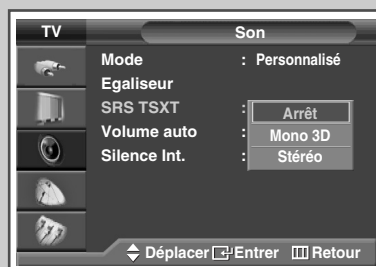 TV Son
Mode : Personnalisé
Egaliseur
SRS TSXT : Arrêt
Volume auto : Mono 3D
Silence Int. : Stéréo
Déplacer Entrer Retour